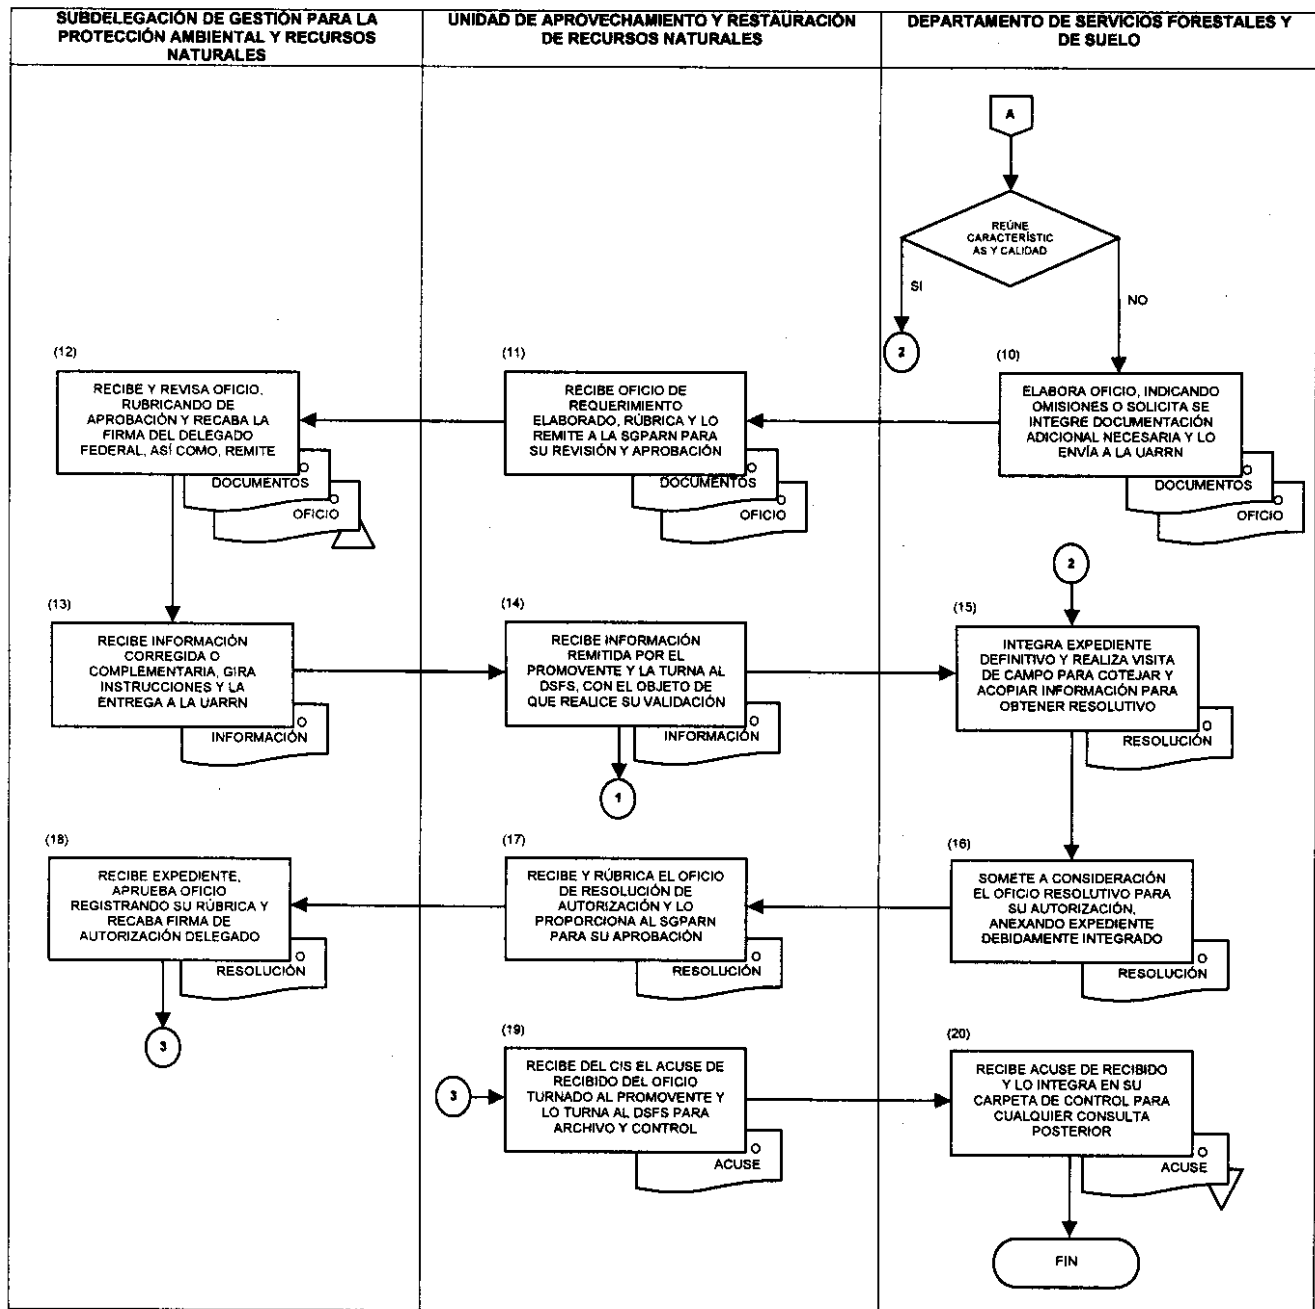 SUBDELEGACIÓN DE GESTIÓN PARA LA
PROTECCIÓN AMBIENTAL Y RECURSOS
NATURALES
UNIDAD DE APROVECHAMIENTO Y RESTAURACIÓN
DE RECURSOS NATURALES
DEPARTAMENTO DE SERVICIOS FORESTALES Y
DE SUELO
A
REÚNE
CARACTERÍSTIC
AS Y CALIDAD
SI
NO
2
(12)
RECIBE Y REVISA OFICIO,
RUBRICANDO DE
APROBACIÓN Y RECABA LA
FIRMA DEL DELEGADO
FEDERAL, ASÍ COMO, REMITE
O
DOCUMENTOS
O
OFICIO
(11)
RECIBE OFICIO DE
REQUERIMIENTO
ELABORADO, RÚBRICA Y LO
REMITE A LA SGPARN PARA
SU REVISIÓN Y APROBACIÓN
O
DOCUMENTOS
O
OFICIO
(10)
ELABORA OFICIO, INDICANDO
OMISIONES O SOLICITA SE
INTEGRE DOCUMENTACIÓN
ADICIONAL NECESARIA Y LO
ENVÍA A LA UARRN
O
DOCUMENTOS
O
OFICIO
2
(13)
RECIBE INFORMACIÓN
CORREGIDA O
COMPLEMENTARIA, GIRA
INSTRUCCIONES Y LA
ENTREGA A LA UARRN
O
INFORMACIÓN
(14)
RECIBE INFORMACIÓN
REMITIDA POR EL
PROMOVENTE Y LA TURNA AL
DSFS, CON EL OBJETO DE
QUE REALICE SU VALIDACIÓN
O
INFORMACIÓN
1
(15)
INTEGRA EXPEDIENTE
DEFINITIVO Y REALIZA VISITA
DE CAMPO PARA COTEJAR Y
ACOPIAR INFORMACIÓN PARA
OBTENER RESOLUTIVO
O
RESOLUCIÓN
(18)
RECIBE EXPEDIENTE,
APRUEBA OFICIO
REGISTRANDO SU RÚBRICA Y
RECABA FIRMA DE
AUTORIZACIÓN DELEGADO
O
RESOLUCIÓN
3
(17)
RECIBE Y RÚBRICA EL OFICIO
DE RESOLUCIÓN DE
AUTORIZACIÓN Y LO
PROPORCIONA AL SGPARN
PARA SU APROBACIÓN
O
RESOLUCIÓN
(16)
SOMETE A CONSIDERACIÓN
EL OFICIO RESOLUTIVO PARA
SU AUTORIZACIÓN,
ANEXANDO EXPEDIENTE
DEBIDAMENTE INTEGRADO
O
RESOLUCIÓN
3
(19)
RECIBE DEL CIS EL ACUSE DE
RECIBIDO DEL OFICIO
TURNADO AL PROMOVENTE Y
LO TURNA AL DSFS PARA
ARCHIVO Y CONTROL
O
ACUSE
(20)
RECIBE ACUSE DE RECIBIDO
Y LO INTEGRA EN SU
CARPETA DE CONTROL PARA
CUALQUIER CONSULTA
POSTERIOR
O
ACUSE
FIN